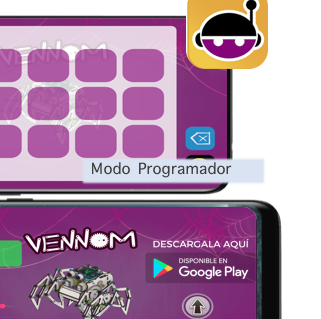 VENNOM
Modo Programador
VENNOM
DESCARGALA AQUÍ
DISPONIBLE EN
Google Play